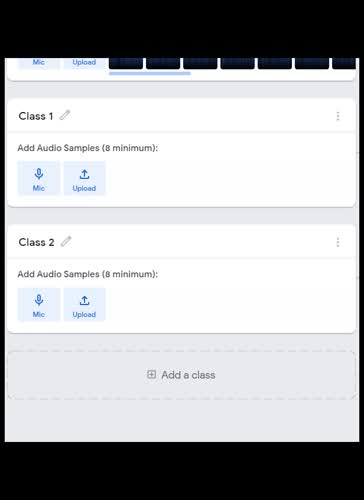 Mic Upload
Class 1
Add Audio Samples (8 minimum):
Mic Upload
Class 2
Add Audio Samples (8 minimum):
Mic Upload
Add a class